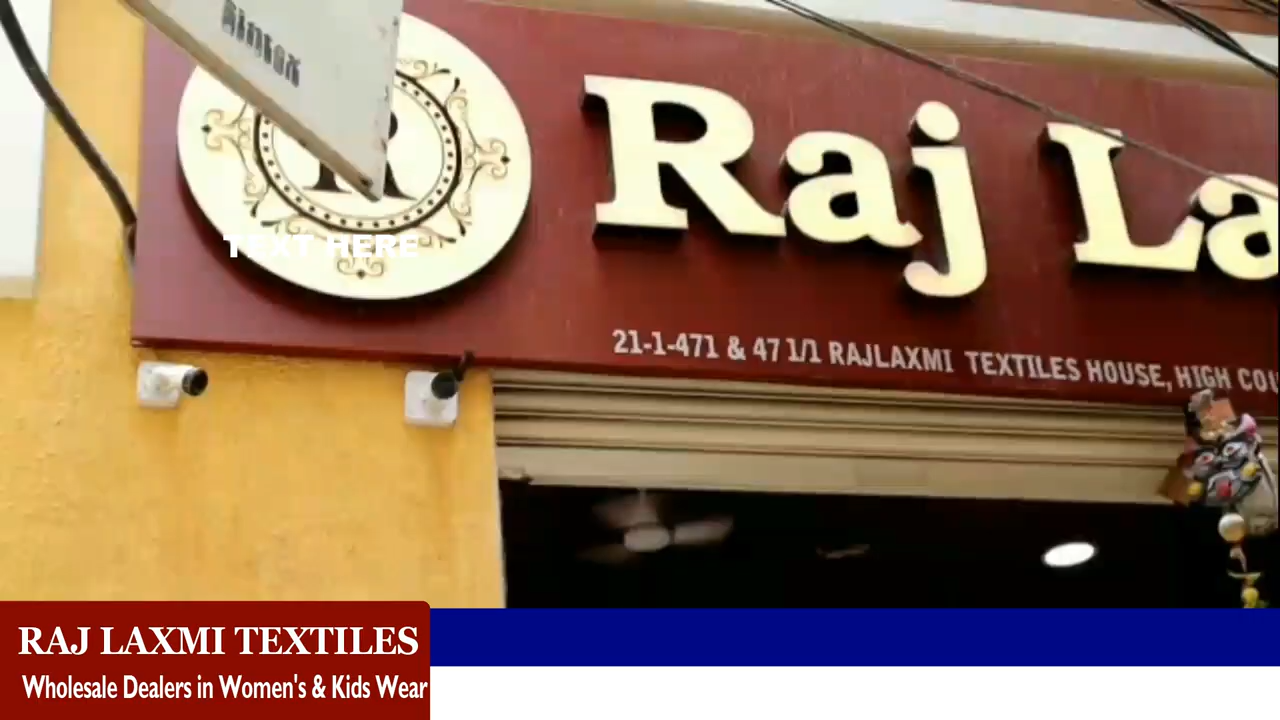 R
Raj La
TEXT HERE
21-1-471 & 47 1/1 RAJLAXMI TEXTILES HOUSE, HIGH COU
RAJ LAXMI TEXTILES
Wholesale Dealers in Women's & Kids Wear